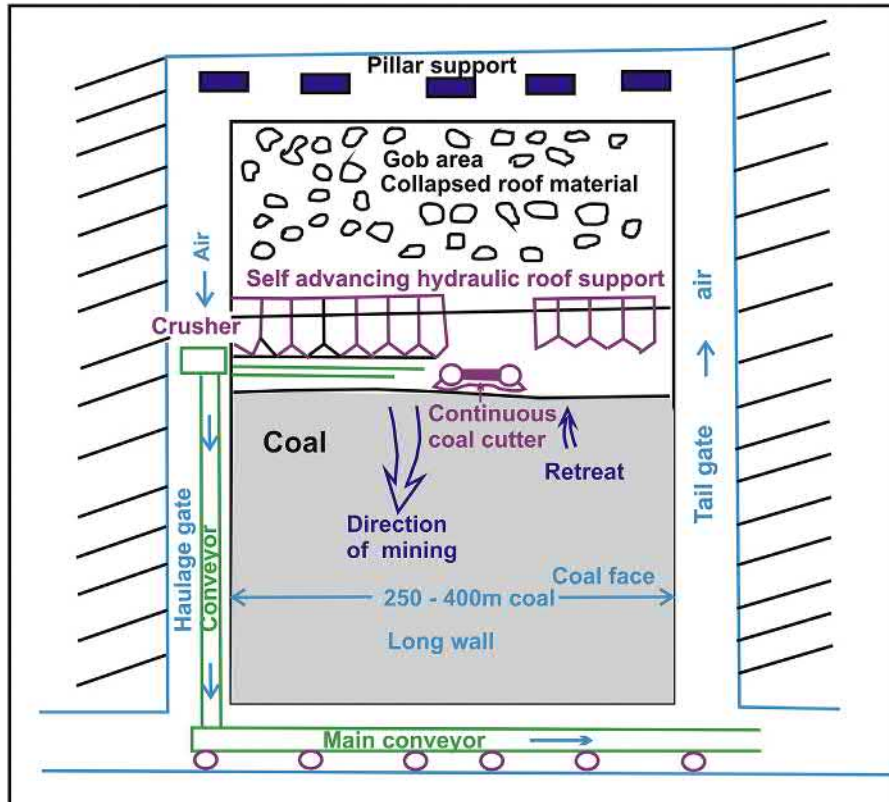 Pillar support
Gob area
Collapsed roof material
Air
air
Self advancing hydraulic roof support
Crusher
Continuous
coal cutter
Coal
Retreat
Direction
of mining
Tail gate
Haulage gate
Conveyor
Coal face
250 - 400m coal
Long wall
Main conveyor